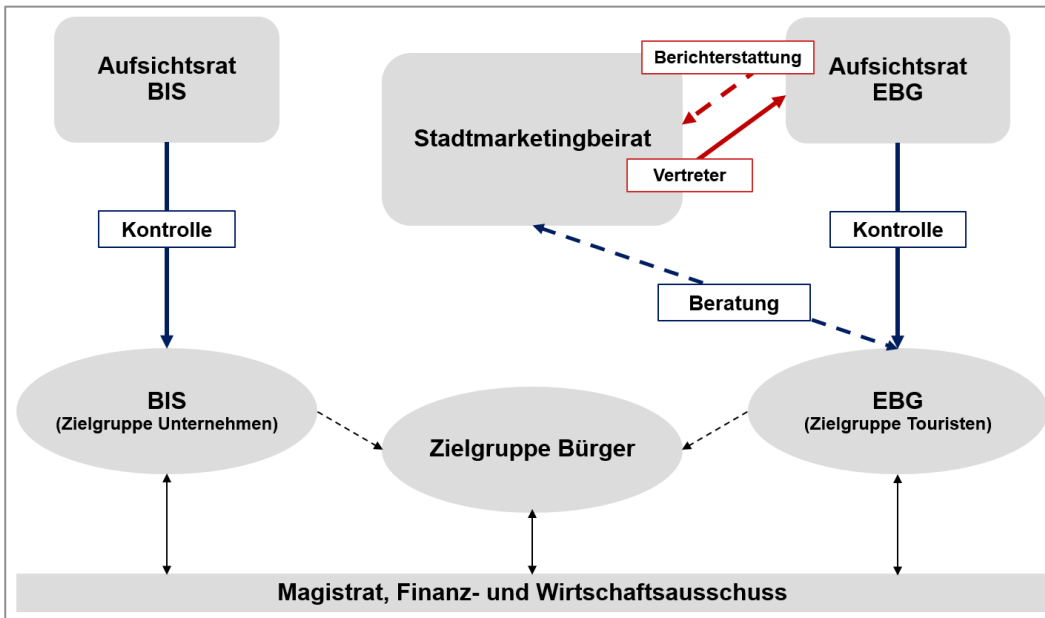 Aufsichtsrat
BIS
Berichterstattung
Aufsichtsrat
EBG
Stadtmarketingbeirat
Vertreter
Kontrolle
Kontrolle
Beratung
BIS
(Zielgruppe Unternehmen)
EBG
(Zielgruppe Touristen)
Zielgruppe Bürger
Magistrat, Finanz- und Wirtschaftsausschuss